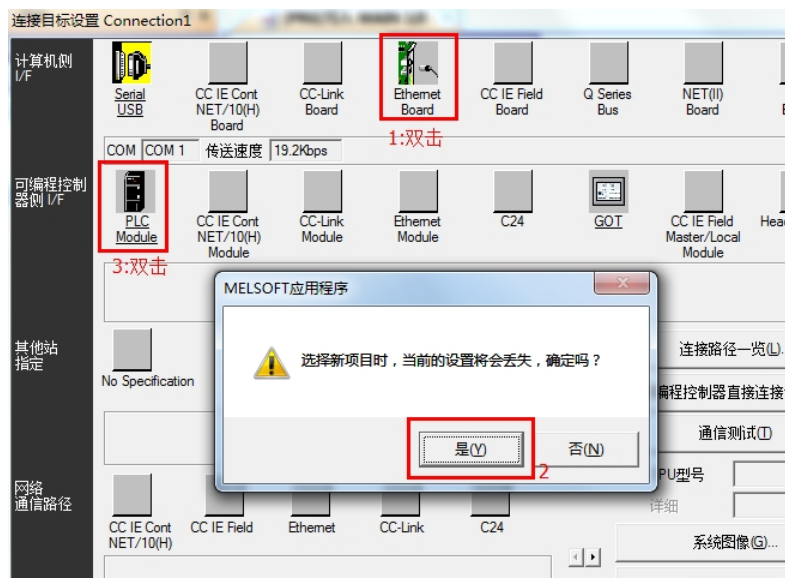 连接目标设置 Connection1
计算机侧
I/F
Serial
USB
CC IE Cont
NET/10(H)
Board
CC-Link
Board
Ethernet
Board
CC IE Field
Board
Q Series
Bus
NET(II)
Board
1:双击
COM
COM 1
传送速度
19.2Kbps
可编程控制
器侧 I/F
PLC
Module
CC IE Cont
NET/10(H)
Module
CC-Link
Module
Ethernet
Module
C24
GOT
CC IE Field
Master/Local
Module
Head
3:双击
MELSOFT应用程序
选择新项目时，当前的设置将会丢失，确定吗？
是(Y)
否(N)
2
其他站
指定
No Specification
连接路径一览(L)...
编程控制器直接连接
通信测试(T)
PU型号
详细
系统图像(G)...
网络
通信路径
CC IE Cont
NET/10(H)
CC IE Field
Ethernet
CC-Link
C24